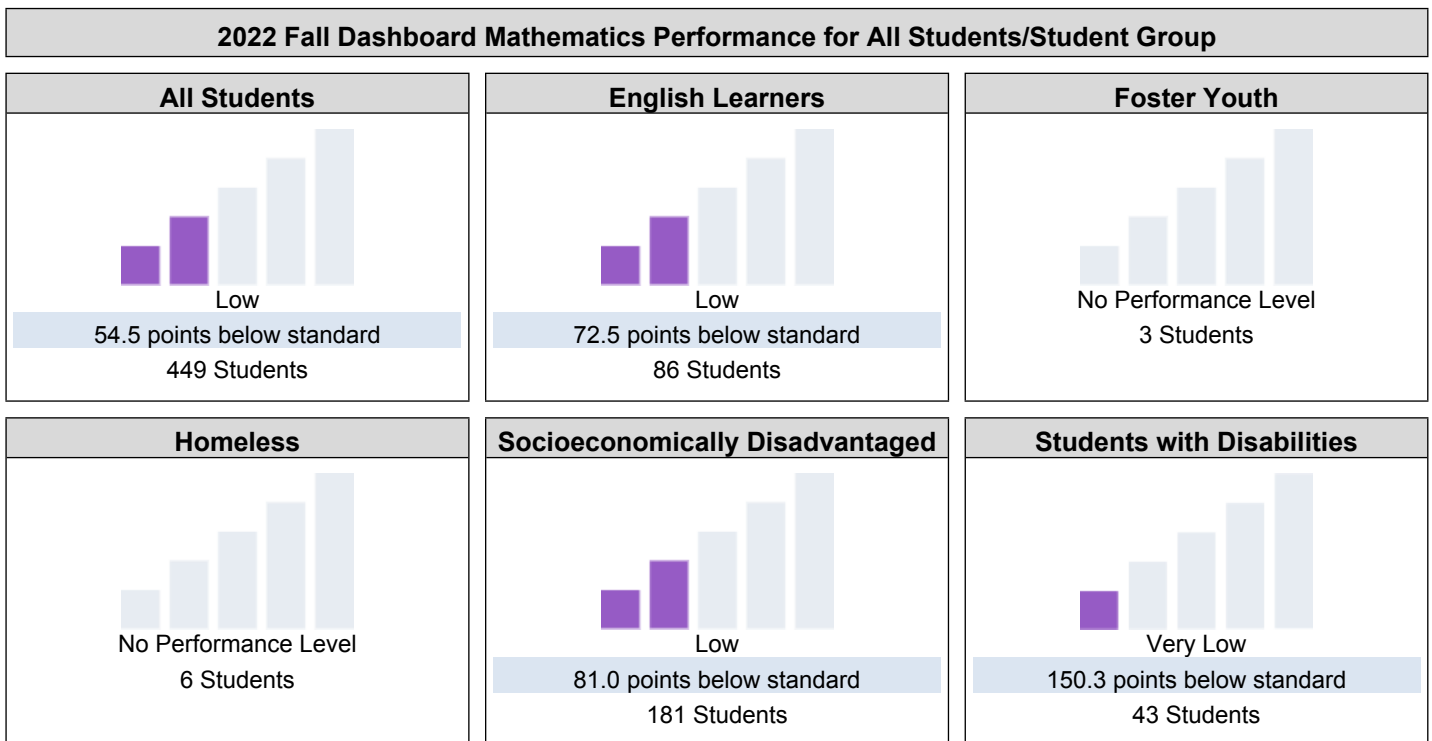 2022 Fall Dashboard Mathematics Performance for All Students/Student Group
All Students
Low
54.5 points below standard
449 Students
English Learners
Low
72.5 points below standard
86 Students
Foster Youth
No Performance Level
3 Students
Homeless
No Performance Level
6 Students
Socioeconomically Disadvantaged
Low
81.0 points below standard
181 Students
Students with Disabilities
Very Low
150.3 points below standard
43 Students